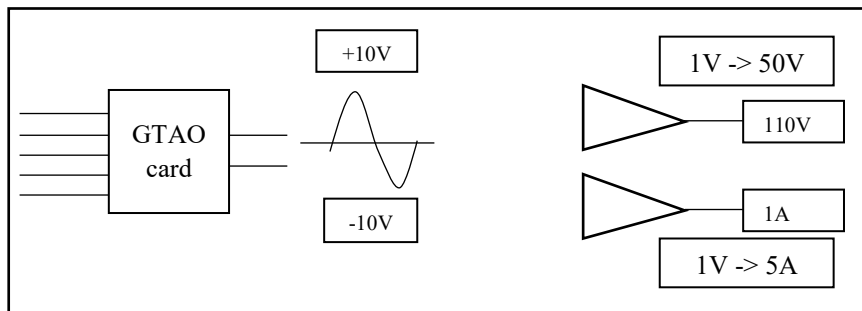 +10V
1V -> 50V
GTAO
card
110V
1A
-10V
1V -> 5A